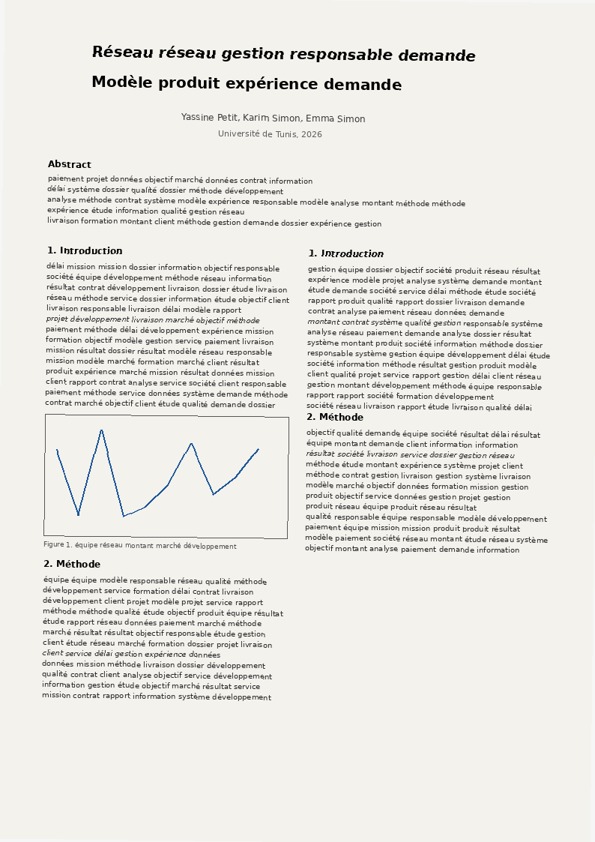 Réseau réseau gestion responsable demande
Modèle produit expérience demande
Yassine Petit, Karim Simon, Emma Simon
Université de Tunis, 2026
Abstract
paiement projet données objectif marché données contrat information
délai système dossier qualité dossier méthode développement
analyse méthode contrat système modèle expérience responsable modèle analyse montant méthode méthode
expérience étude information qualité gestion réseau
livraison formation montant client méthode gestion demande dossier expérience gestion
1. Introduction
délai mission mission dossier information objectif responsable
société équipe développement méthode réseau information
résultat contrat développement livraison dossier étude livraison
réseau méthode service dossier information étude objectif client
livraison responsable livraison délai modèle rapport
projet développement livraison marché objectif méthode
paiement méthode délai développement expérience mission
formation objectif modèle gestion service paiement livraison
mission résultat dossier résultat modèle réseau responsable
mission modèle marché formation marché client résultat
produit expérience marché mission résultat données mission
client rapport contrat analyse service société client responsable
paiement méthode service données système demande méthode
contrat marché objectif client étude qualité demande dossier
Figure 1. équipe réseau montant marché développement
2. Méthode
équipe équipe modèle responsable réseau qualité méthode
développement service formation délai contrat livraison
développement client projet modèle projet service rapport
méthode méthode qualité étude objectif produit équipe résultat
étude rapport réseau données paiement marché méthode
marché résultat résultat objectif responsable étude gestion
client étude réseau marché formation dossier projet livraison
client service délai gestion expérience données
données mission méthode livraison dossier développement
qualité contrat client analyse objectif service développement
information gestion étude objectif marché résultat service
mission contrat rapport information système développement
1. Introduction
gestion équipe dossier objectif société produit réseau résultat
expérience modèle projet analyse système demande montant
étude demande société service délai méthode étude société
rapport produit qualité rapport dossier livraison demande
contrat analyse paiement réseau données demande
montant contrat système qualité gestion responsable système
analyse réseau paiement demande analyse dossier résultat
système montant produit société information méthode dossier
responsable système gestion équipe développement délai étude
information société méthode résultat gestion produit modèle
client qualité projet service rapport gestion délai client réseau
gestion montant développement méthode équipe responsable
rapport rapport société formation développement
société réseau livraison rapport étude livraison qualité délai
2. Méthode
objectif qualité demande équipe société résultat délai résultat
équipe montant demande client information information
résultat société livraison service dossier gestion réseau
méthode étude montant expérience système projet client
méthode contrat gestion livraison gestion système livraison
modèle marché objectif données formation mission gestion
produit objectif service données gestion projet gestion
produit réseau équipe réseau résultat
qualité responsable équipe responsable modèle développement
paiement équipe mission mission produit produit résultat
modèle paiement société réseau montant étude réseau système
objectif montant analyse paiement demande information